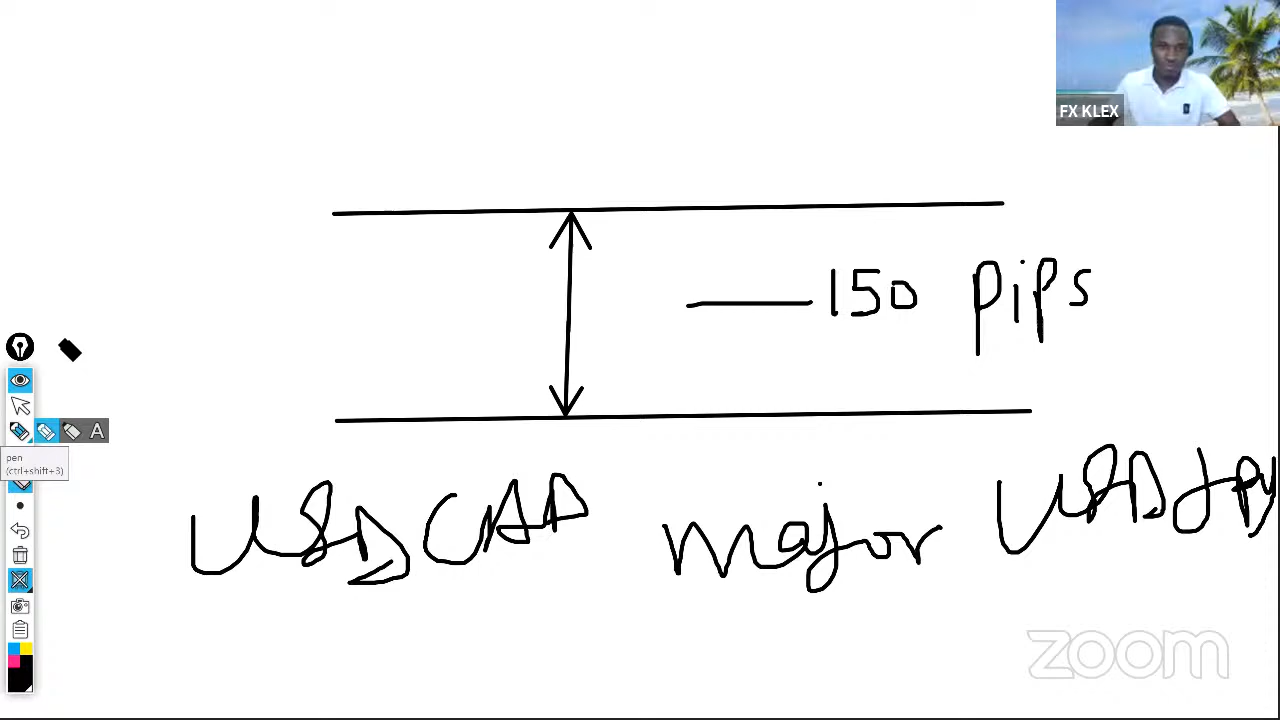 FX KLEX
150 pips
A
pen
(ctrl+shift+3)
USDCAD major USDJPY
zoom